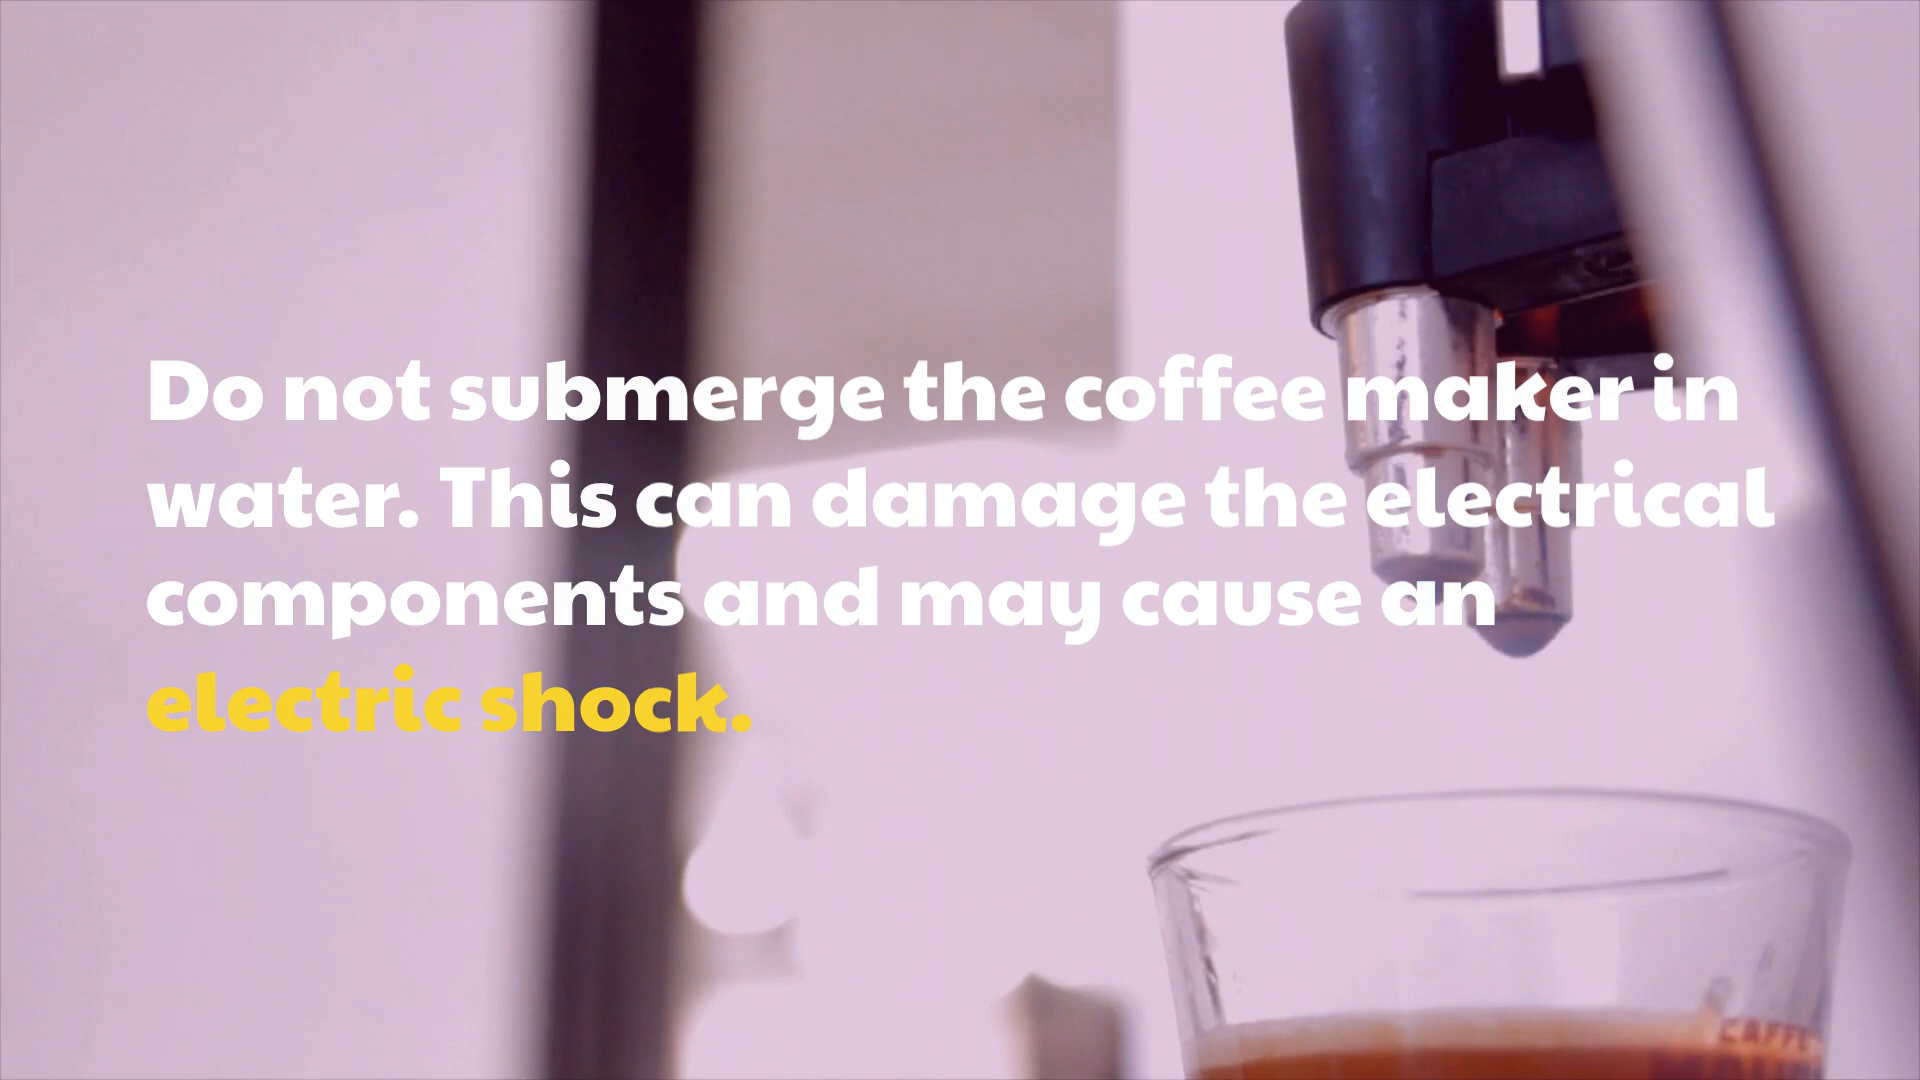 Do not submerge the coffee maker in
water. This can damage the electrical
components and may cause an
electric shock.
CAFFE